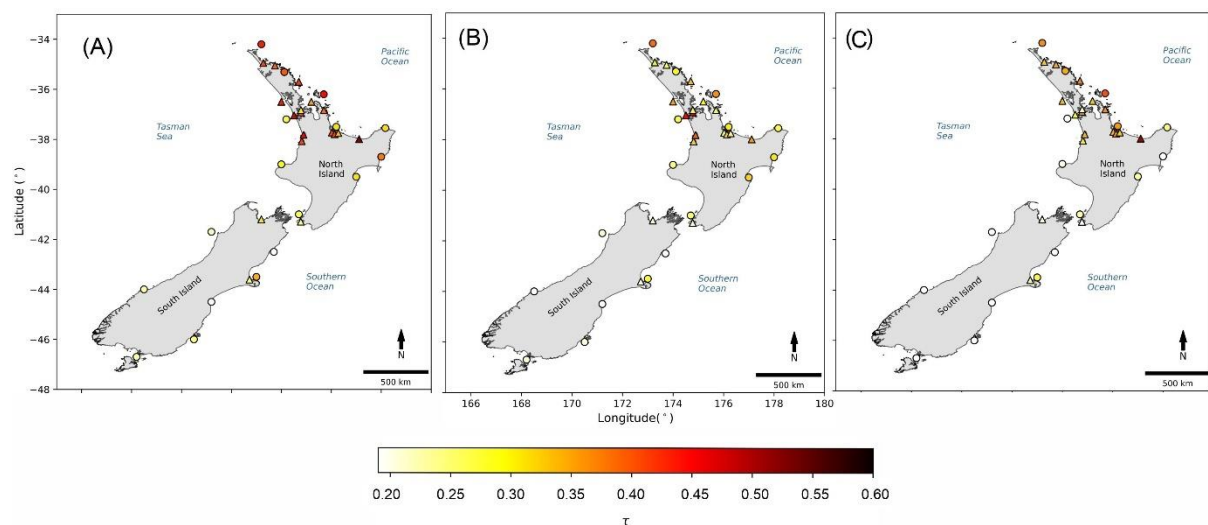 (A)
Pacific
Ocean
Tasman
Sea
North
Island
South Island
Southern
Ocean
N
500 km
−34
−36
−38
−40
−42
−44
−46
−48
Latitude (°)
(B)
Pacific
Ocean
Tasman
Sea
North
Island
South Island
Southern
Ocean
N
500 km
166 168 170 172 174 176 178 180
Longitude(°)
(C)
Pacific
Ocean
Tasman
Sea
North
Island
South Island
Southern
Ocean
N
500 km
0.20 0.25 0.30 0.35 0.40 0.45 0.50 0.55 0.60
τ